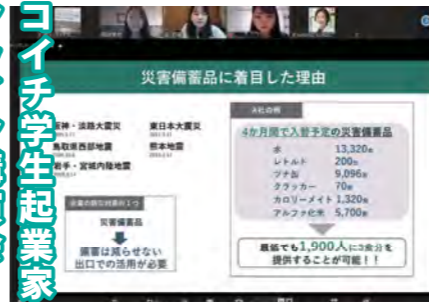 コイチ学生起業家
災害備蓄品に着目した理由
阪神・淡路大震災
東日本大震災
鳥取県西部地震
熊本地震
岩手・宮城内陸地震
災害備蓄品
備蓄は減らせない
出口での活用が必要
A社の例
4か月間で入替予定の災害備蓄品
水 13,320
レトルト 200
ツナ缶 9,096
クラッカー 70
カロリーメイト 1,320
アルファ化米 5,700
最低でも1,900人に3食分を
提供することが可能！！